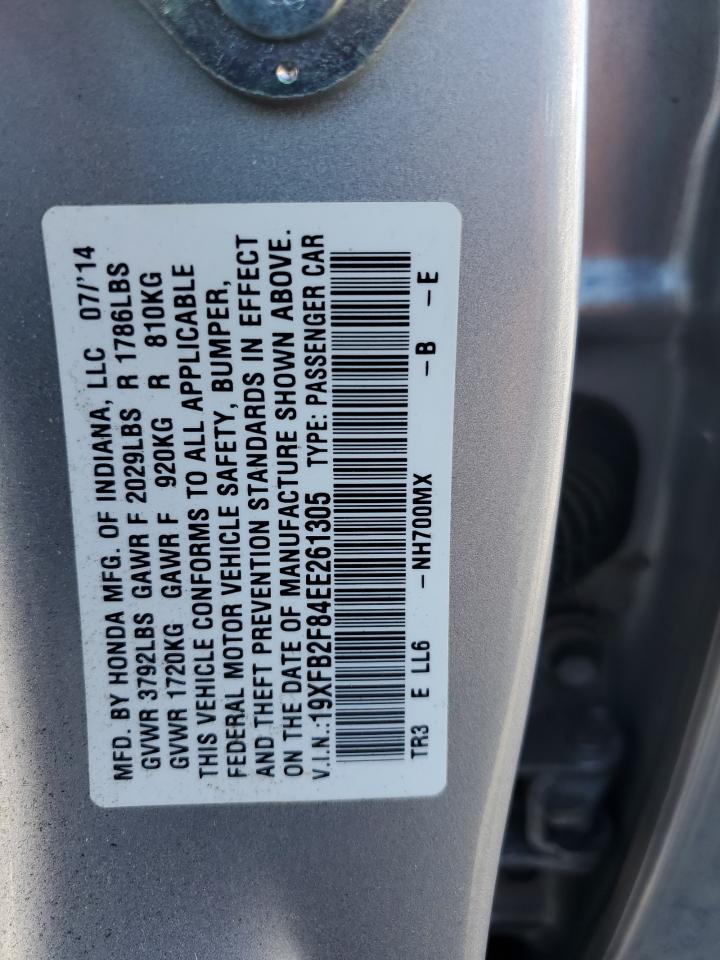 MFD. BY HONDA MFG. OF INDIANA, LLC 07/'14
GVWR 3792LBS GAWR F 2029LBS R 1786LBS
GVWR 1720KG GAWR F 920KG R 810KG
THIS VEHICLE CONFORMS TO ALL APPLICABLE
FEDERAL MOTOR VEHICLE SAFETY, BUMPER,
AND THEFT PREVENTION STANDARDS IN EFFECT
ON THE DATE OF MANUFACTURE SHOWN ABOVE.
V.I.N.:19XFB2F84EE261305 TYPE: PASSENGER CAR
TR3 E LL6 -NH700MX -B -E